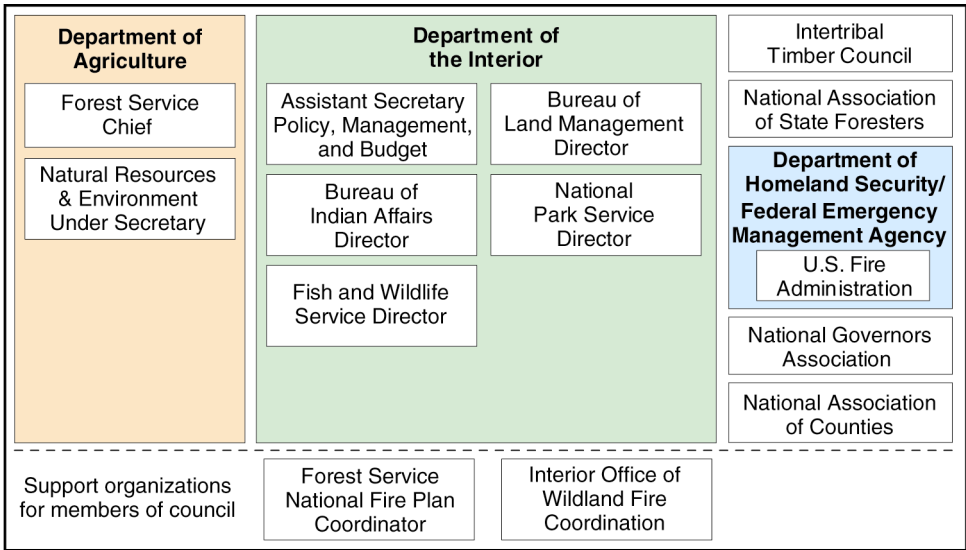 Department of
Agriculture
Forest Service
Chief
Natural Resources
& Environment
Under Secretary
Department of
the Interior
Assistant Secretary
Policy, Management,
and Budget
Bureau of
Land Management
Director
Bureau of
Indian Affairs
Director
National
Park Service
Director
Fish and Wildlife
Service Director
Intertribal
Timber Council
National Association
of State Foresters
Department of
Homeland Security/
Federal Emergency
Management Agency
U.S. Fire
Administration
National Governors
Association
National Association
of Counties
Support organizations
for members of council
Forest Service
National Fire Plan
Coordinator
Interior Office of
Wildland Fire
Coordination